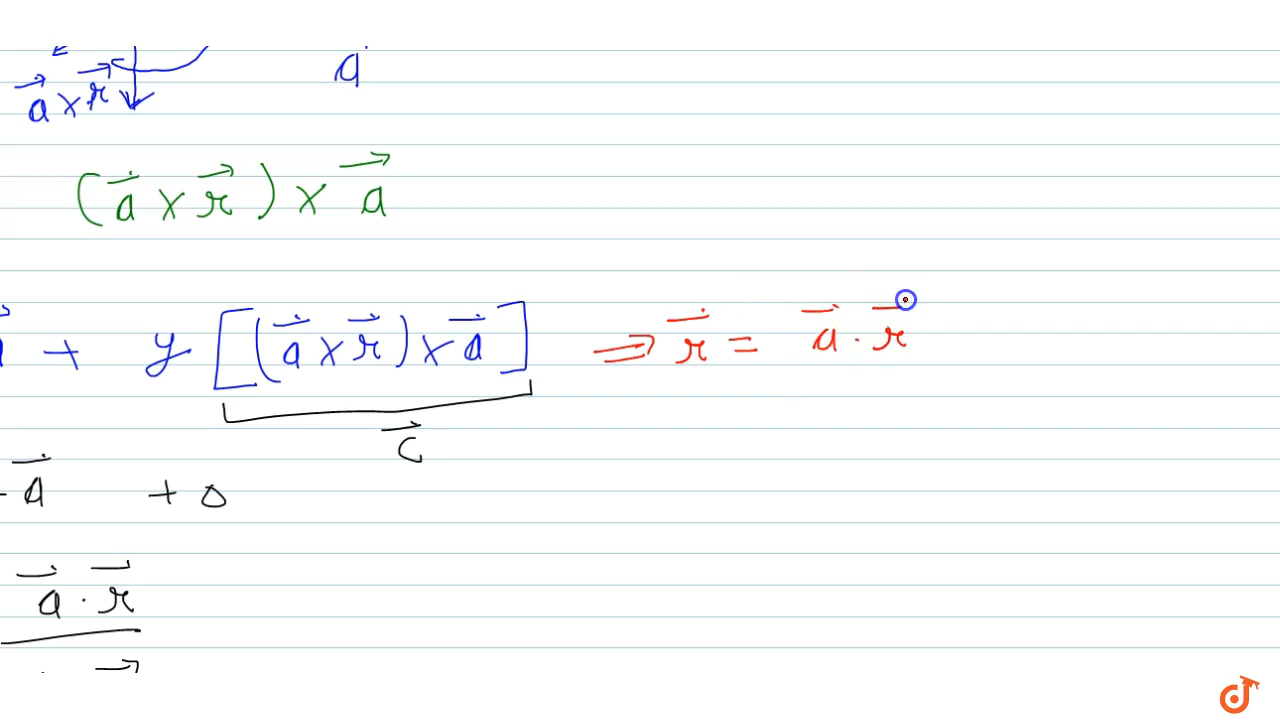 a⃗ × r⃗ a
(a⃗ × r⃗) × a⃗
+ y [(a⃗ × r⃗) × a⃗] ⇒ r⃗ = a⃗ · r⃗
c⃗
a⃗ + 0
a⃗ · r⃗